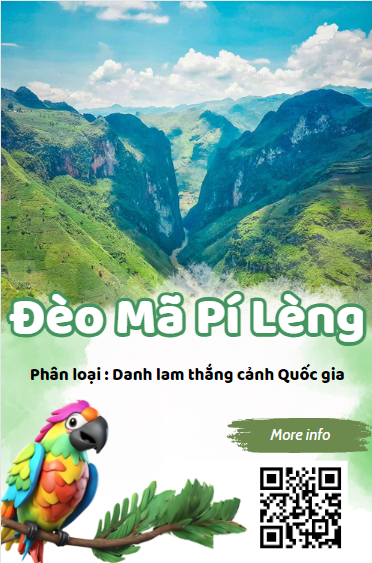 Đèo Mã Pí Lèng
Phân loại : Danh lam thắng cảnh Quốc gia
More info